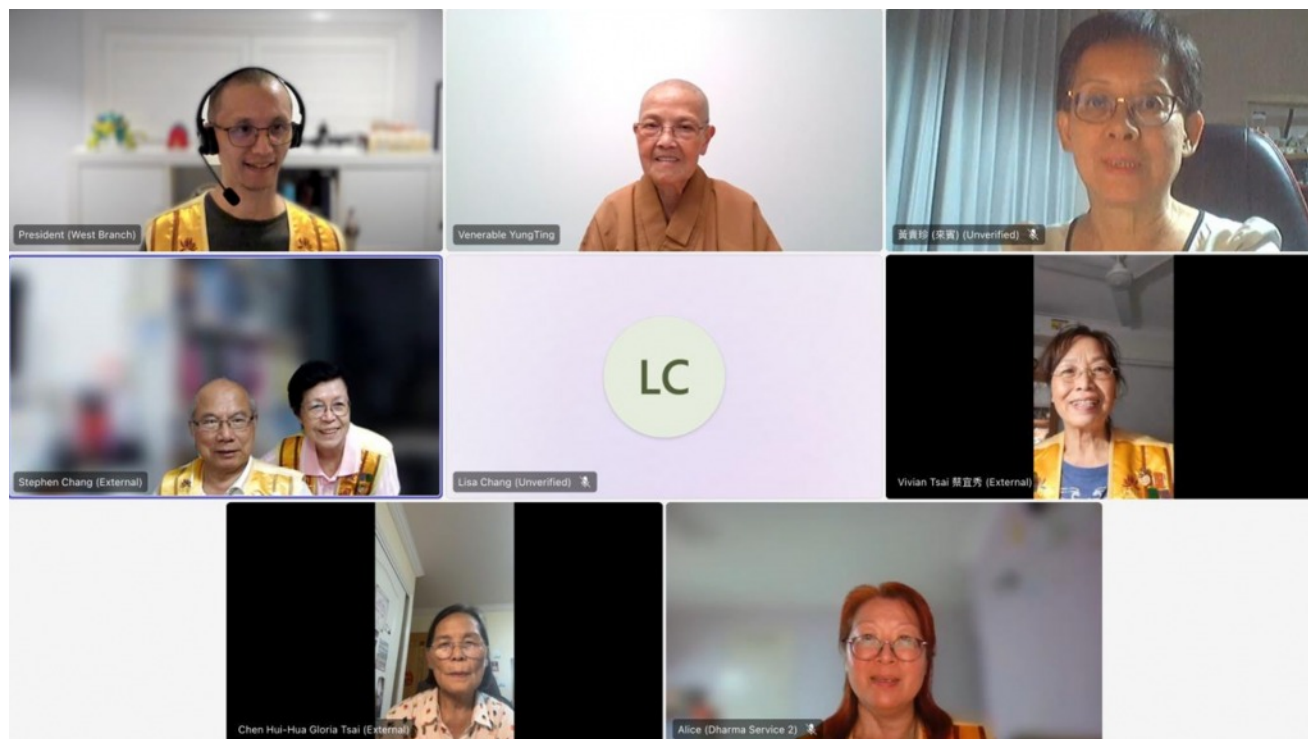 President (West Branch)
Venerable YungTing
黃貴珍 (來賓) (Unverified)
Stephen Chang (External)
LC
Lisa Chang (Unverified)
Vivian Tsai 蔡宜秀 (External)
Chen Hui-Hua Gloria Tsai (External)
Alice (Dharma Service 2)